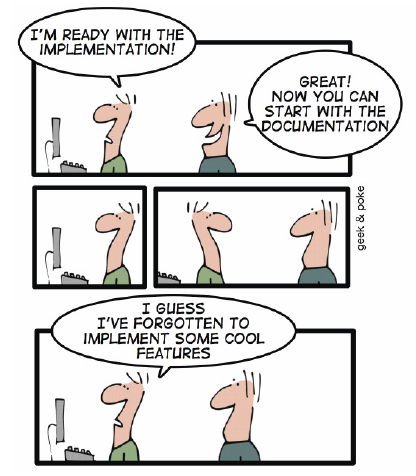 I'M READY WITH THE
IMPLEMENTATION!
GREAT!
NOW YOU CAN
START WITH THE
DOCUMENTATION
geek & poke
I GUESS
I'VE FORGOTTEN TO
IMPLEMENT SOME COOL
FEATURES